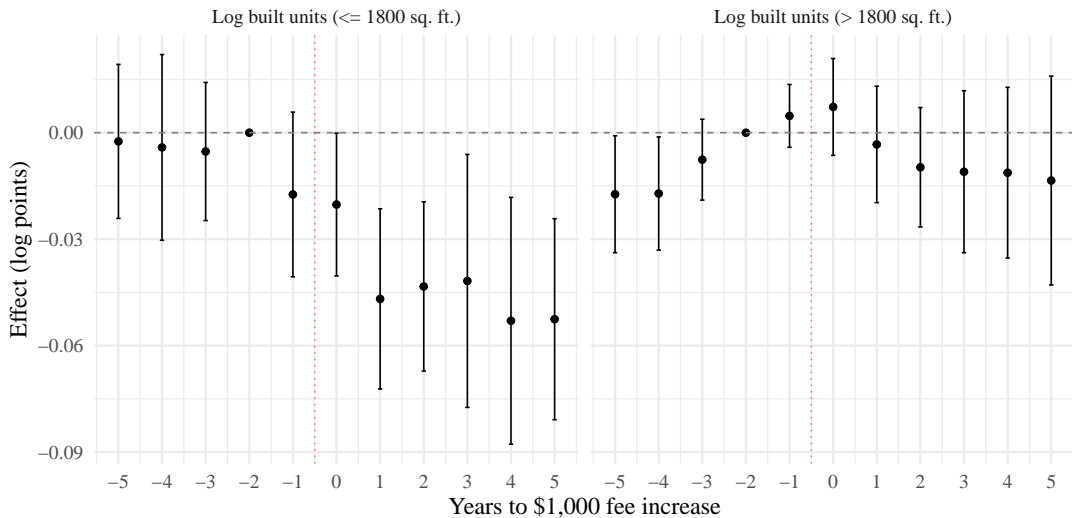 Log built units (<= 1800 sq. ft.)
Log built units (> 1800 sq. ft.)
Effect (log points)
0.00
−0.03
−0.06
−0.09
−5 −4 −3 −2 −1 0 1 2 3 4 5
−5 −4 −3 −2 −1 0 1 2 3 4 5
Years to $1,000 fee increase